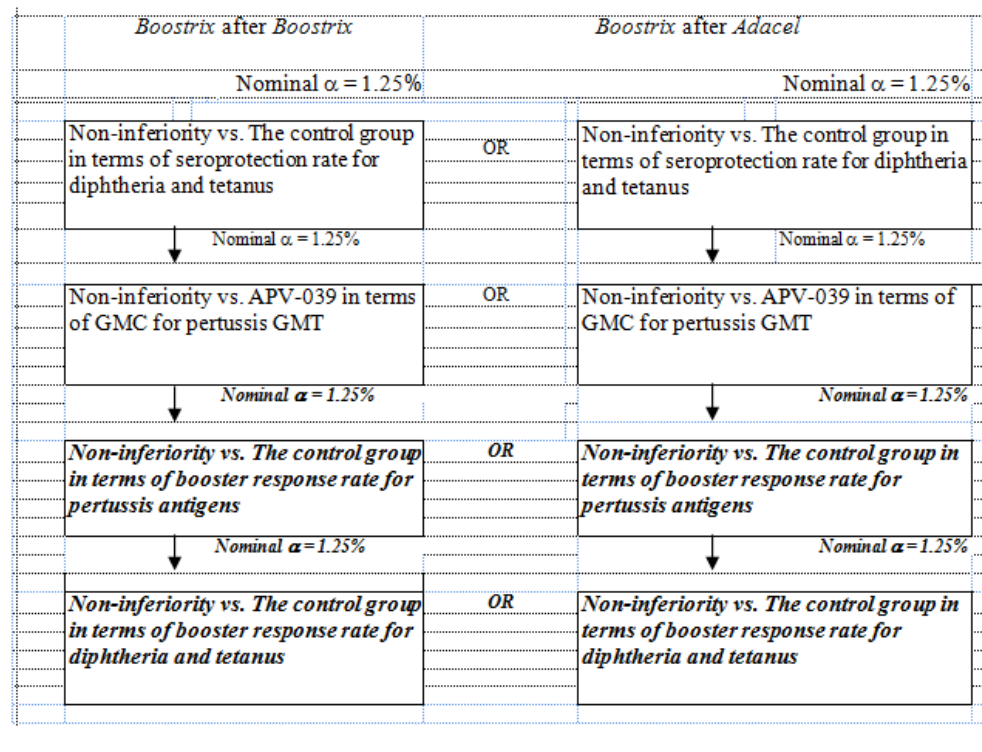 Boostrix after Boostrix
Boostrix after Adacel
Nominal α = 1.25%
Nominal α = 1.25%
Non-inferiority vs. The control group
in terms of seroprotection rate for
diphtheria and tetanus
OR
Non-inferiority vs. The control group in
terms of seroprotection rate for diphtheria
and tetanus
Nominal α = 1.25%
Nominal α = 1.25%
Non-inferiority vs. APV-039 in terms
of GMC for pertussis GMT
OR
Non-inferiority vs. APV-039 in terms of
GMC for pertussis GMT
Nominal α = 1.25%
Nominal α = 1.25%
Non-inferiority vs. The control group
in terms of booster response rate for
pertussis antigens
OR
Non-inferiority vs. The control group in
terms of booster response rate for
pertussis antigens
Nominal α = 1.25%
Nominal α = 1.25%
Non-inferiority vs. The control group
in terms of booster response rate for
diphtheria and tetanus
OR
Non-inferiority vs. The control group in
terms of booster response rate for
diphtheria and tetanus